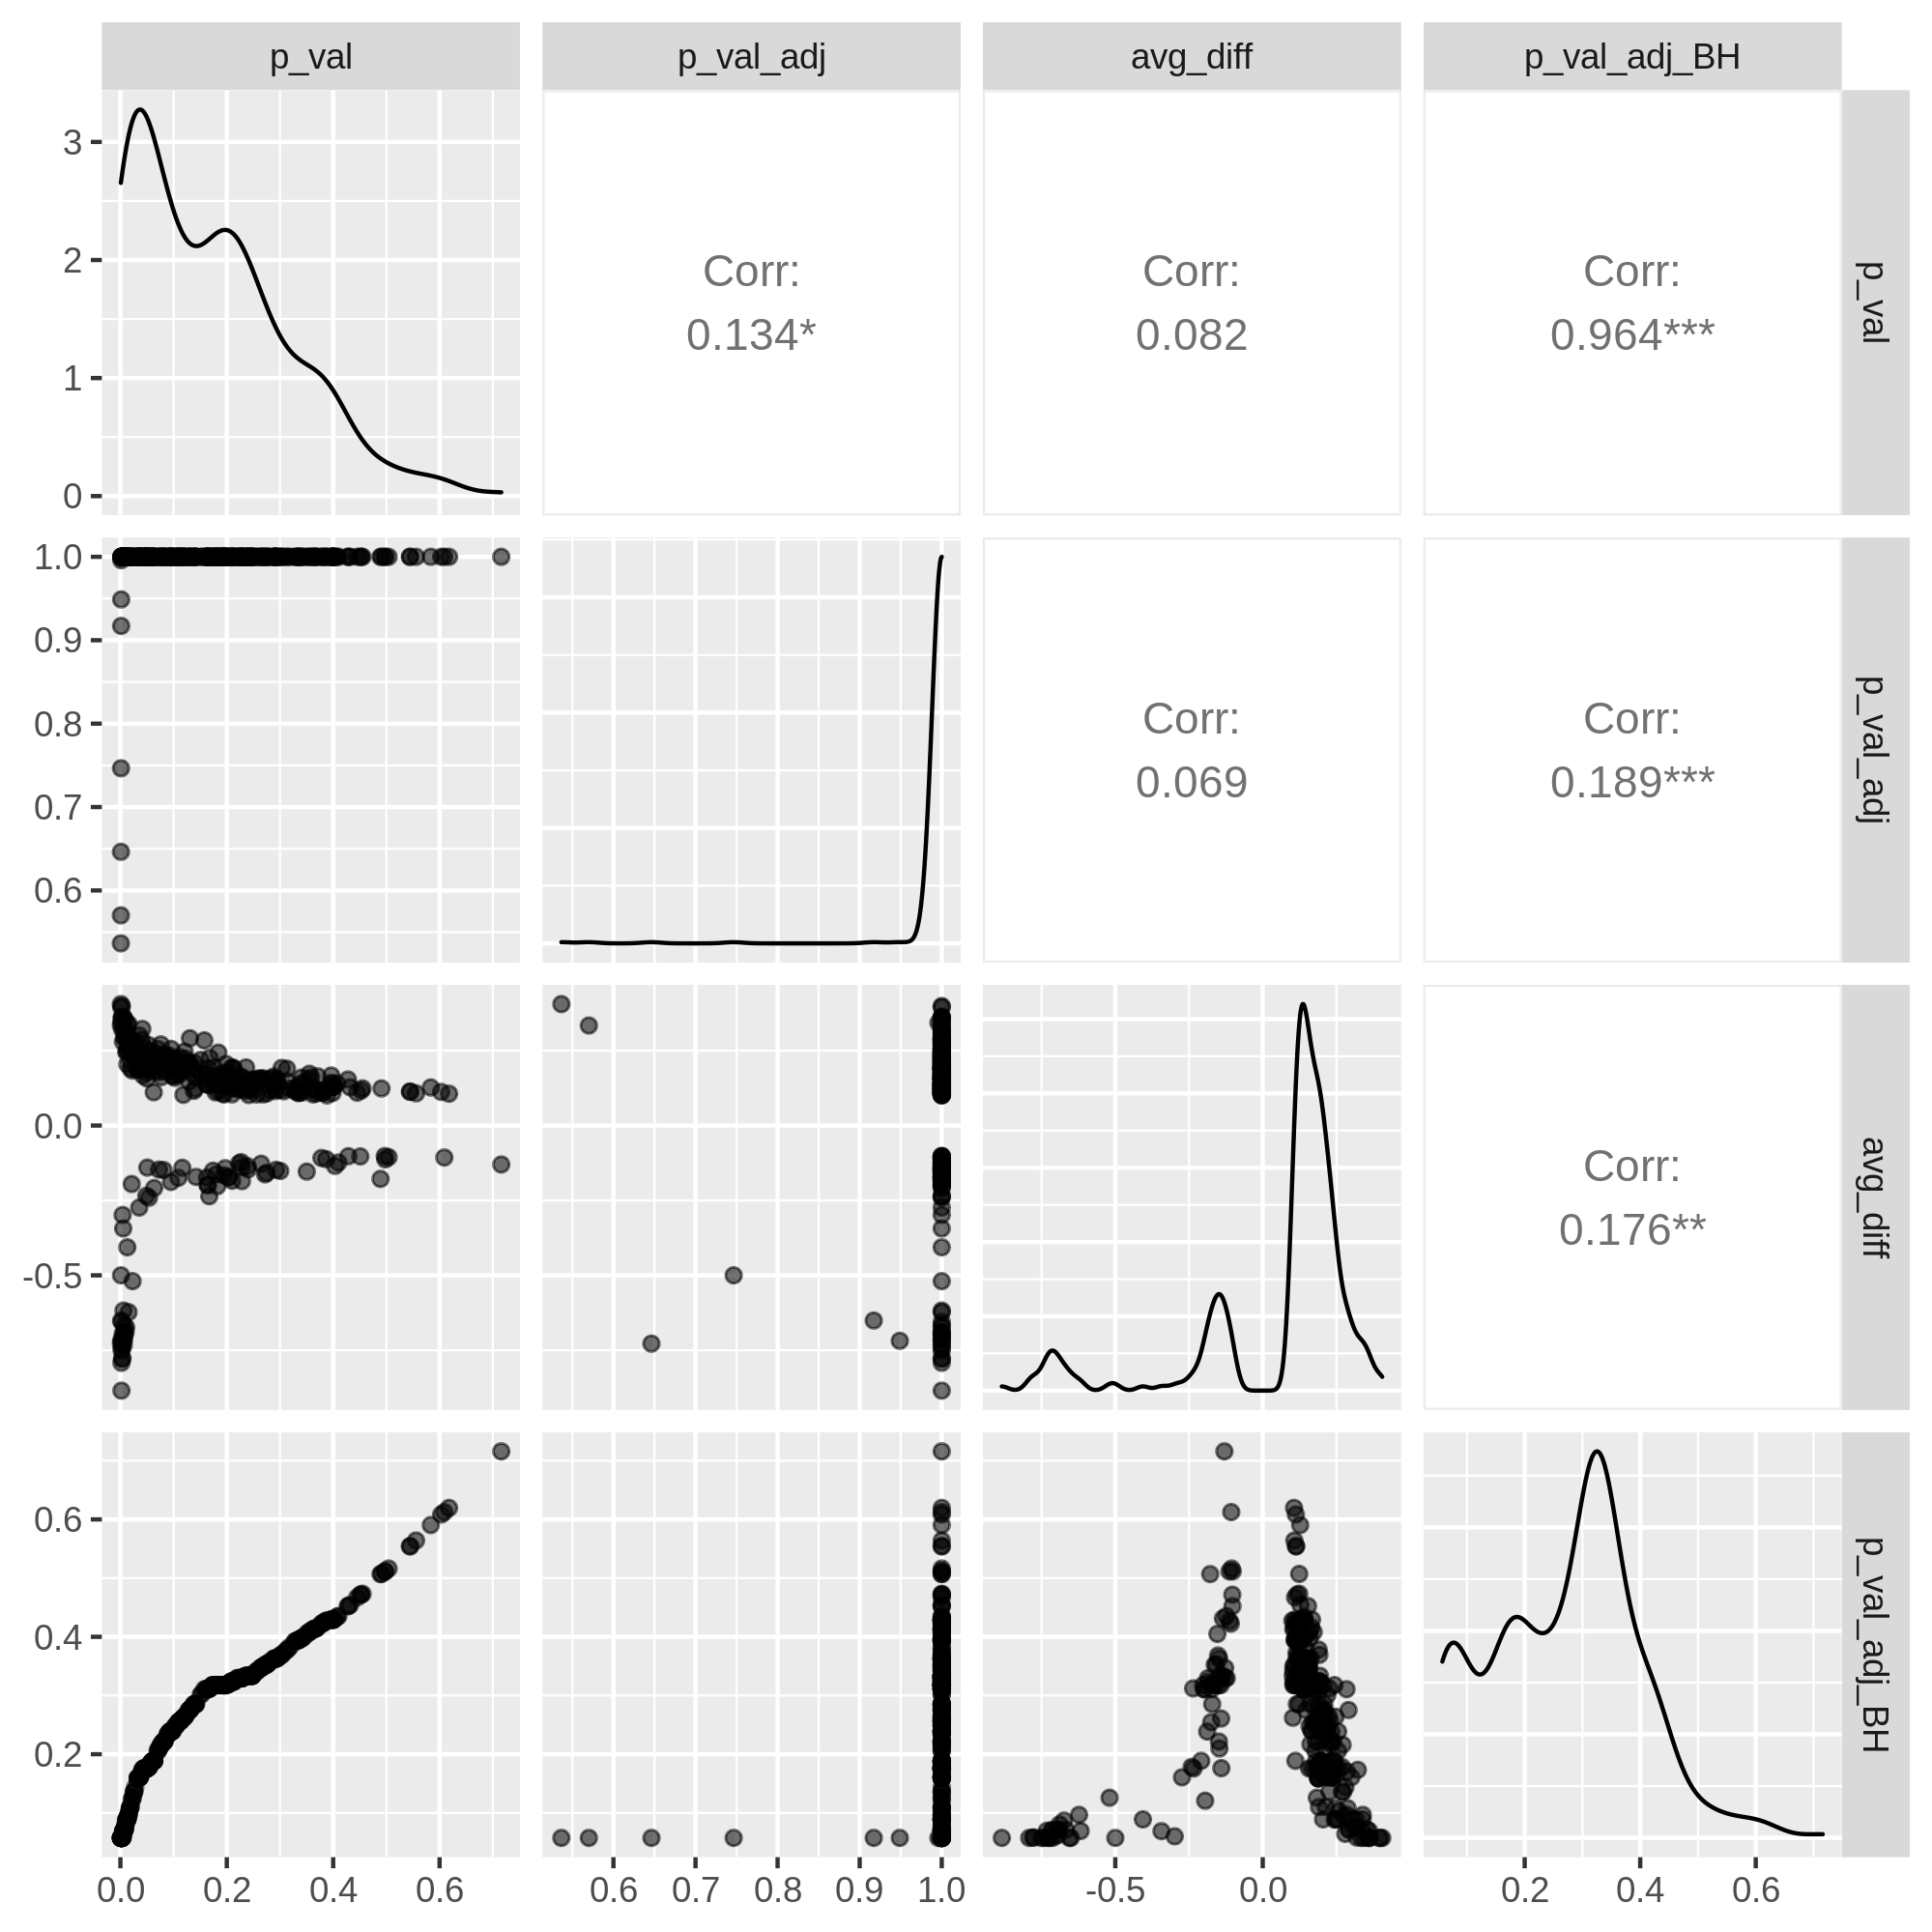 p_val
p_val_adj
avg_diff
p_val_adj_BH
3
2
1
0
Corr:
0.134*
Corr:
0.082
Corr:
0.964***
p_val
1.0
0.9
0.8
0.7
0.6
Corr:
0.069
Corr:
0.189***
p_val_adj
0.0
-0.5
Corr:
0.176**
avg_diff
0.6
0.4
0.2
p_val_adj_BH
0.0 0.2 0.4 0.6
0.6 0.7 0.8 0.9 1.0
-0.5 0.0
0.2 0.4 0.6